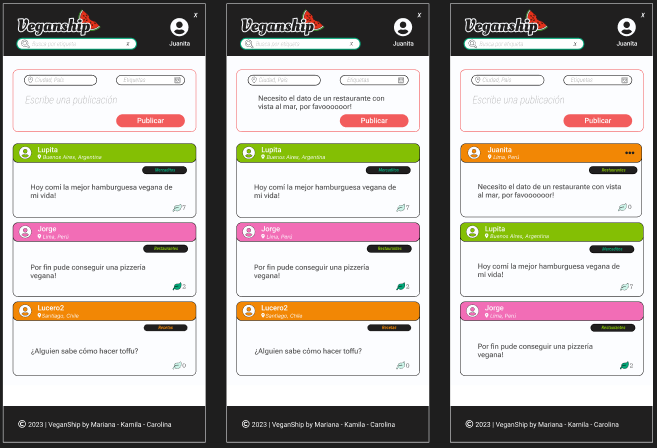 x
Veganship
Buscar por etiqueta
x
Juanita
Ciudad, País
Etiquetas
Escribe una publicación
Publicar
Lupita
Buenos Aires, Argentina
Hoy comí la mejor hamburguesa vegana de
mi vida!
7
Jorge
Lima, Perú
Restaurantes
Por fin pude conseguir una pizzería
vegana!
2
Lucero2
Santiago, Chile
Recetas
¿Alguien sabe cómo hacer toffu?
0
© 2023 | VeganShip by Mariana - Kamila - Carolina
x
Veganship
Buscar por etiqueta
x
Juanita
Ciudad, País
Etiquetas
Necesito el dato de un restaurante con
vista al mar, por favoooooor!
Publicar
Lupita
Buenos Aires, Argentina
Hoy comí la mejor hamburguesa vegana de
mi vida!
7
Jorge
Lima, Perú
Restaurantes
Por fin pude conseguir una pizzería
vegana!
2
Lucero2
Santiago, Chile
Recetas
¿Alguien sabe cómo hacer toffu?
0
© 2023 | VeganShip by Mariana - Kamila - Carolina
x
Veganship
Buscar por etiqueta
x
Juanita
Ciudad, País
Etiquetas
Escribe una publicación
Publicar
Juanita
Lima, Perú
Restaurantes
Necesito el dato de un restaurante con vista
al mar, por favoooooor!
0
Lupita
Buenos Aires, Argentina
Hoy comí la mejor hamburguesa vegana de
mi vida!
7
Jorge
Lima, Perú
Restaurantes
Por fin pude conseguir una pizzería
vegana!
2
© 2023 | VeganShip by Mariana - Kamila - Carolina